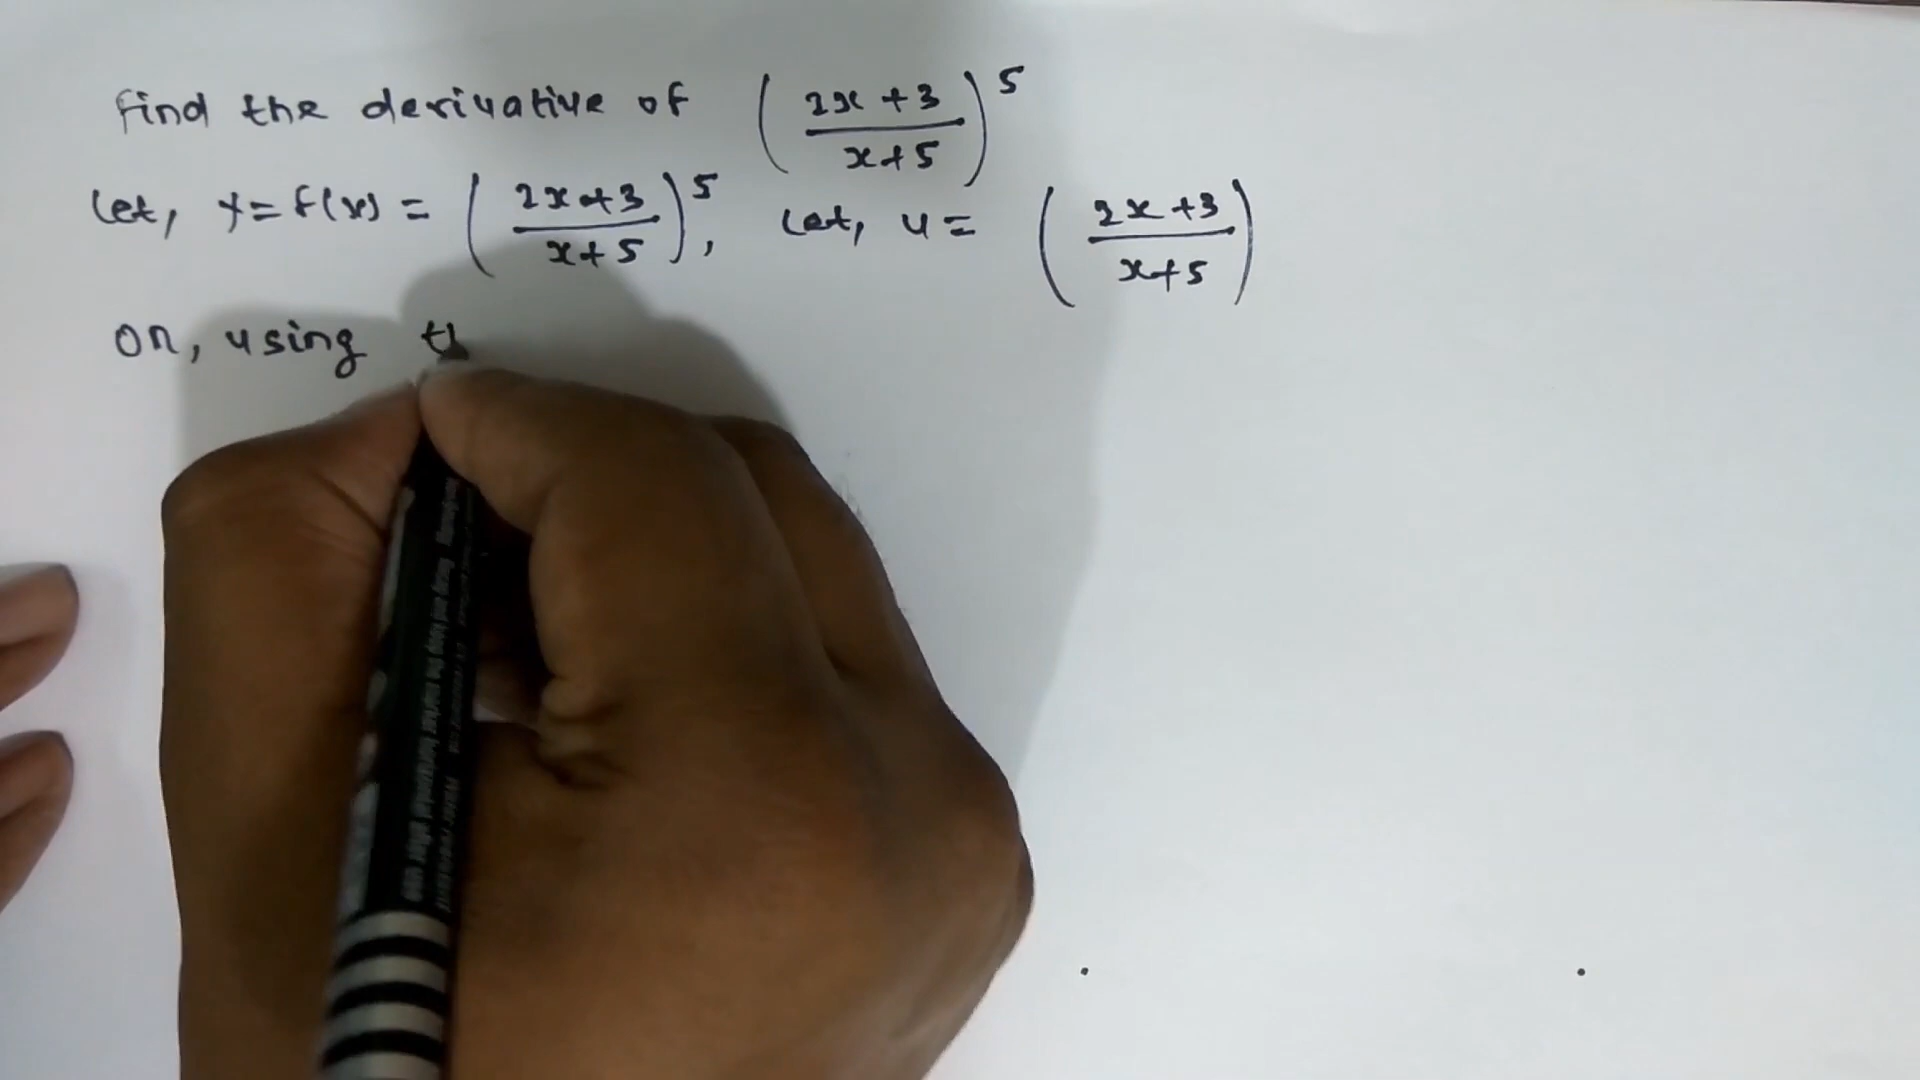 find the derivative of (2x+3/x+5)^5
Let, y=f(x) = (2x+3/x+5)^5, Let, u = (2x+3/x+5)
On, using th